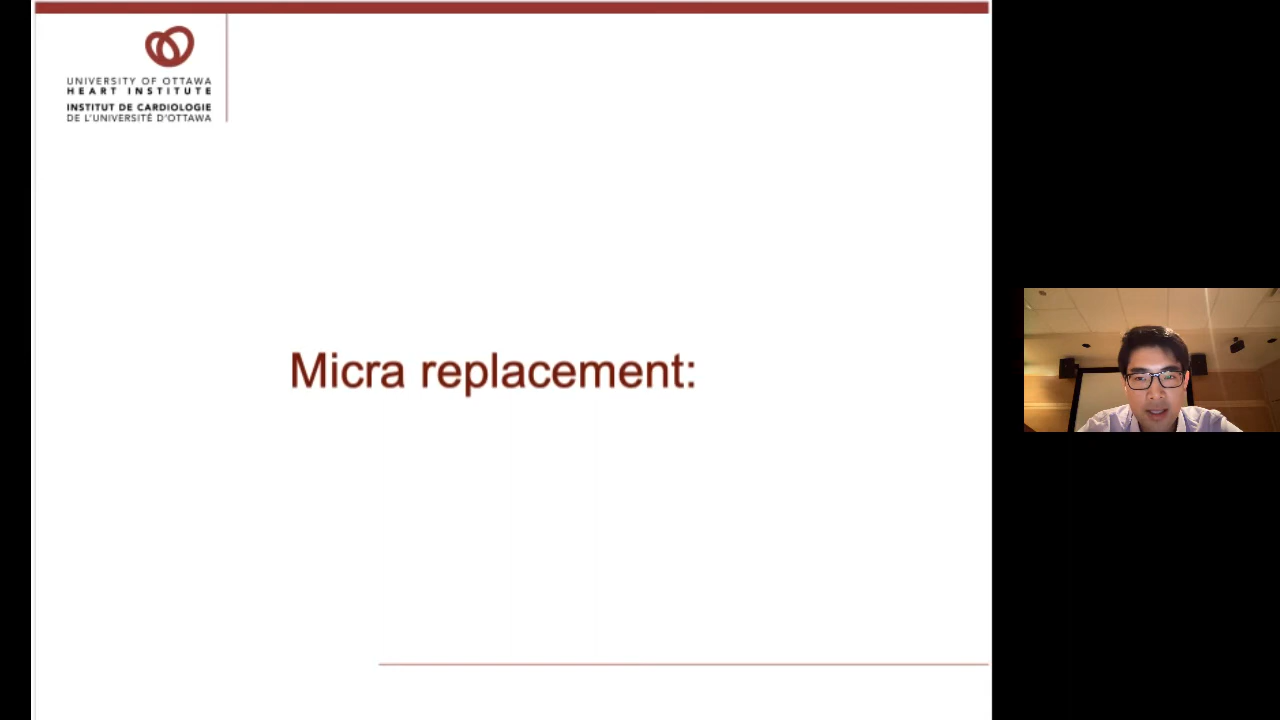 UNIVERSITY OF OTTAWA
HEART INSTITUTE
INSTITUT DE CARDIOLOGIE
DE L'UNIVERSITÉ D'OTTAWA
Micra replacement: